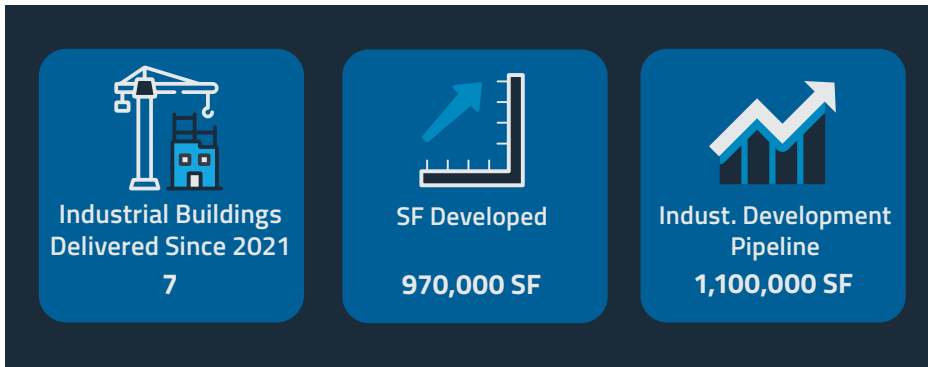 Industrial Buildings
Delivered Since 2021
7
SF Developed
970,000 SF
Indust. Development
Pipeline
1,100,000 SF